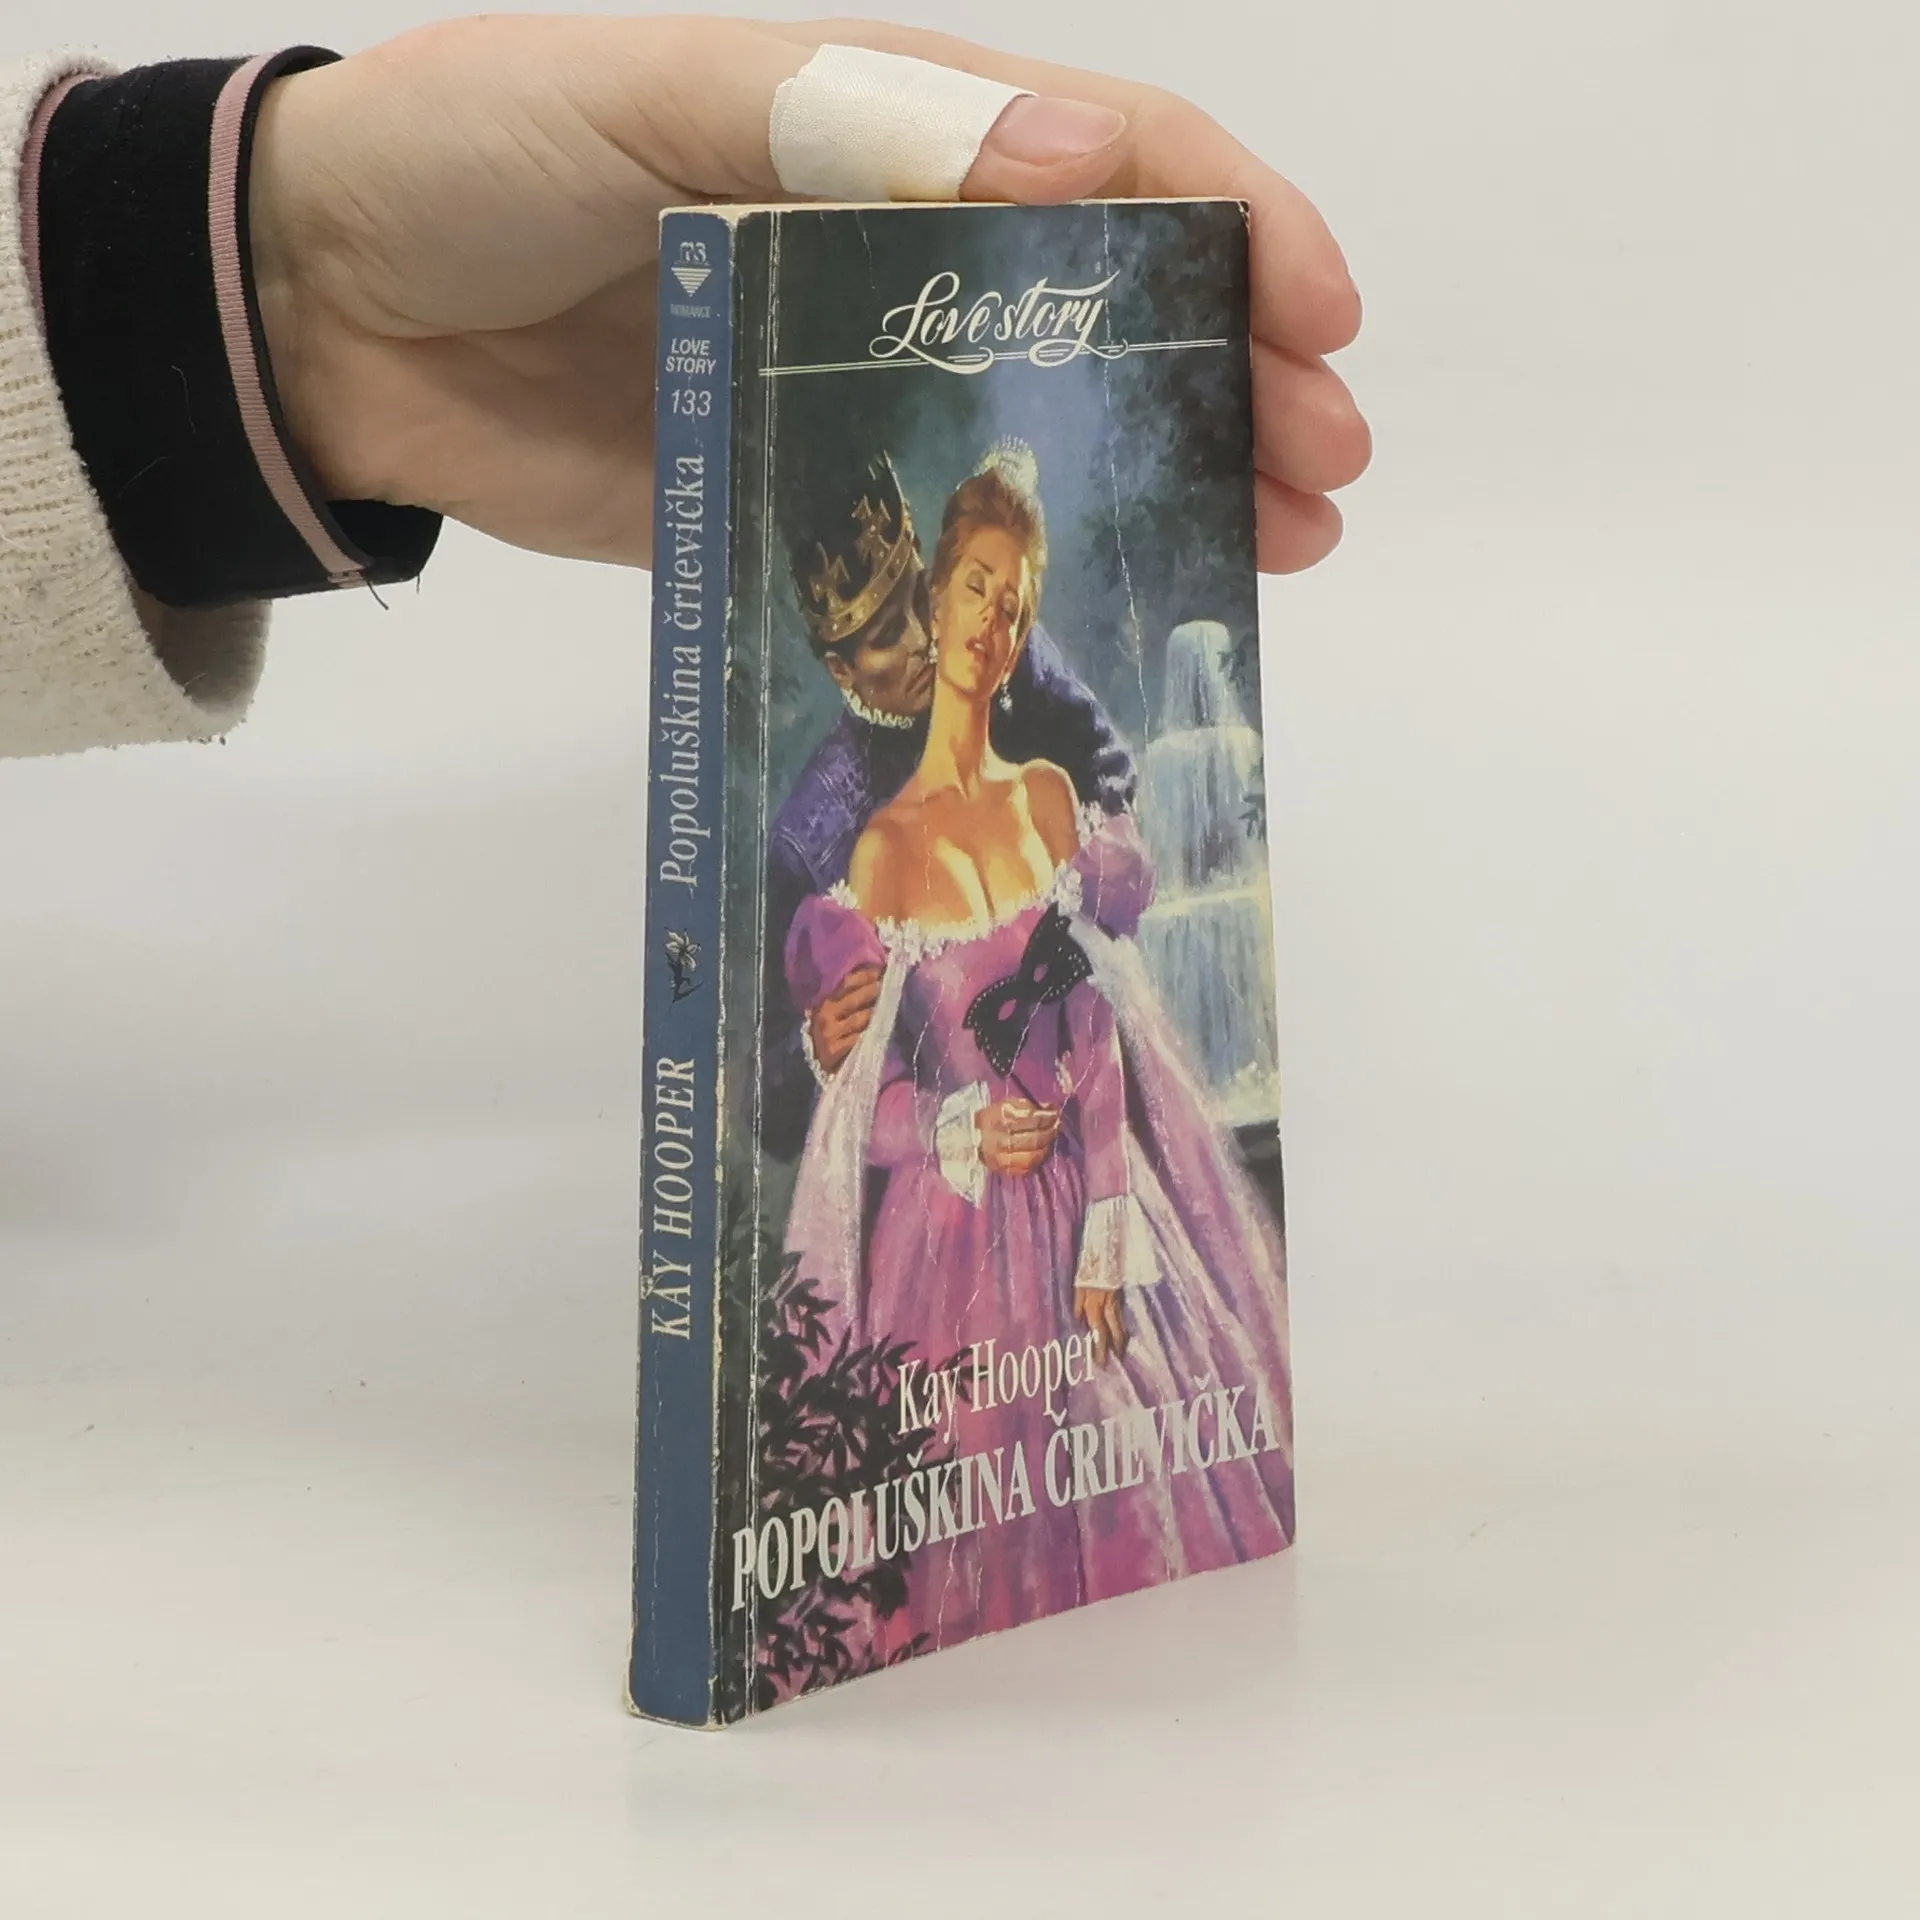 ROMANCE
LOVE
STORY
133
Popoluškina črievička
KAY HOOPER
Love story
Kay Hooper
POPOLUŠKINA ČRIEVIČKA